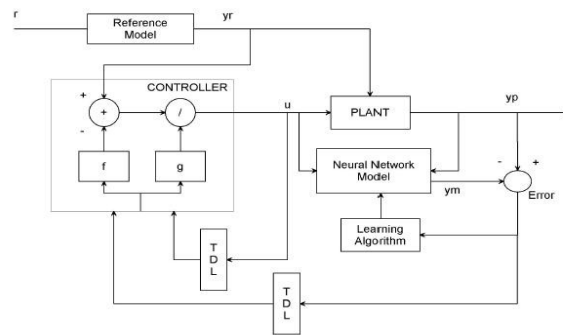 r
Reference
Model
yr
CONTROLLER
+
+
/
-
f
g
u
PLANT
yp
Neural Network
Model
ym
-
+
Error
Learning
Algorithm
T
D
L
T
D
L